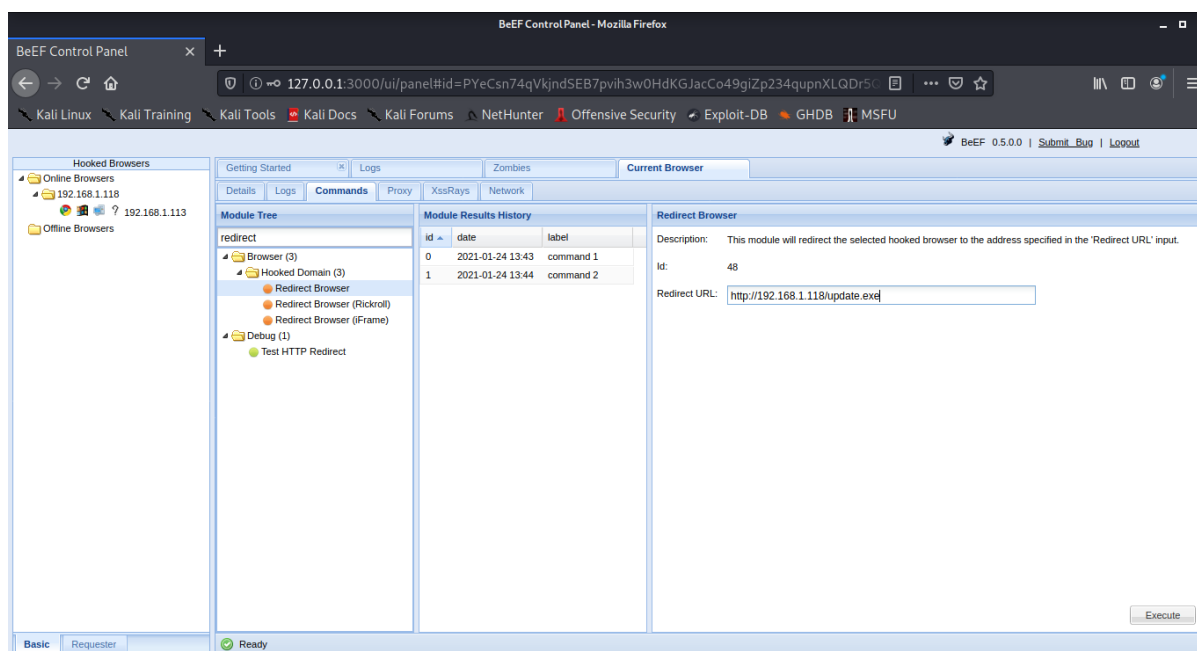 BeEF Control Panel - Mozilla Firefox
BeEF Control Panel
127.0.0.1:3000/ui/panel#id=PYeCsn74qVkjndSEB7pvih3w0HdKGJacCo49giZp234qupnXLQDr5
Kali Linux Kali Training Kali Tools Kali Docs Kali Forums NetHunter Offensive Security Exploit-DB GHDB MSFU
BeEF 0.5.0.0 | Submit Bug | Logout
Hooked Browsers
Online Browsers
192.168.1.118
? 192.168.1.113
Offline Browsers
Getting Started Logs Zombies Current Browser
Details Logs Commands Proxy XssRays Network
Module Tree
redirect
Browser (3)
Hooked Domain (3)
Redirect Browser
Redirect Browser (Rickroll)
Redirect Browser (iFrame)
Debug (1)
Test HTTP Redirect
Module Results History
id date label
0 2021-01-24 13:43 command 1
1 2021-01-24 13:44 command 2
Redirect Browser
Description: This module will redirect the selected hooked browser to the address specified in the 'Redirect URL' input.
Id: 48
Redirect URL: http://192.168.1.118/update.exe
Execute
Basic Requester
Ready